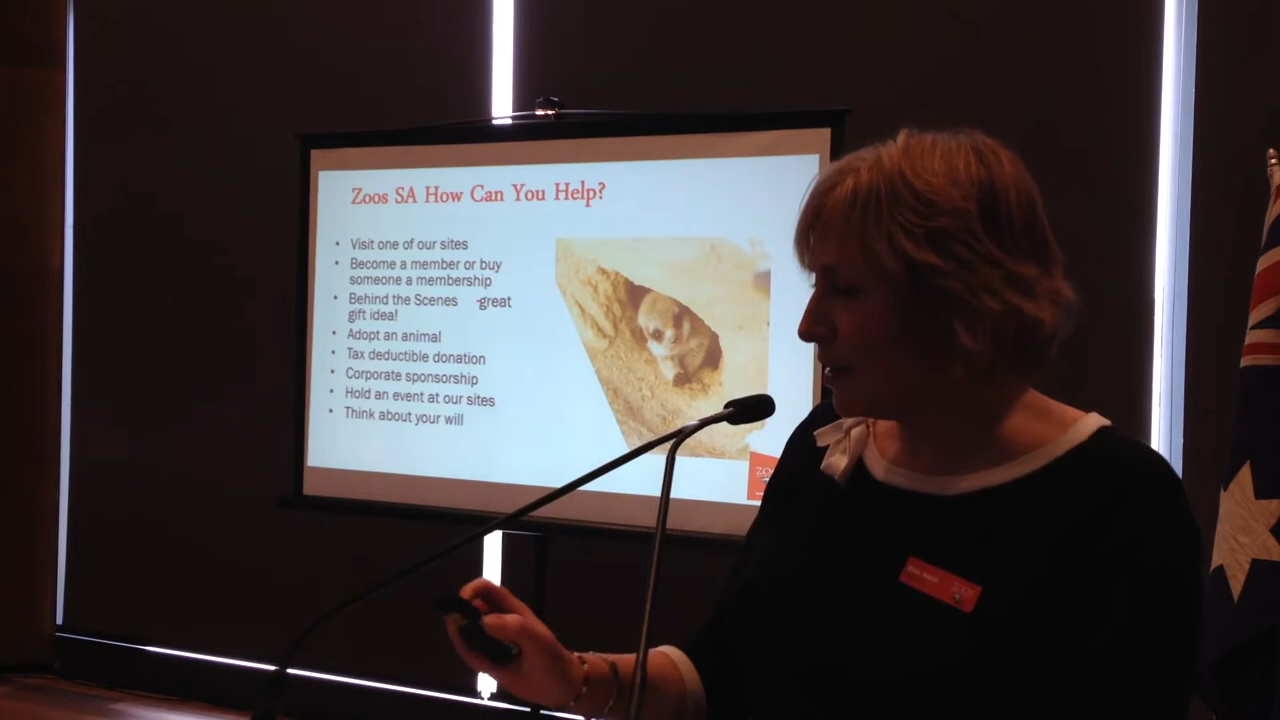 Zoos SA How Can You Help?
• Visit one of our sites
• Become a member or buy
someone a membership
• Behind the Scenes -great
gift idea!
• Adopt an animal
• Tax deductible donation
• Corporate sponsorship
• Hold an event at our sites
• Think about your will